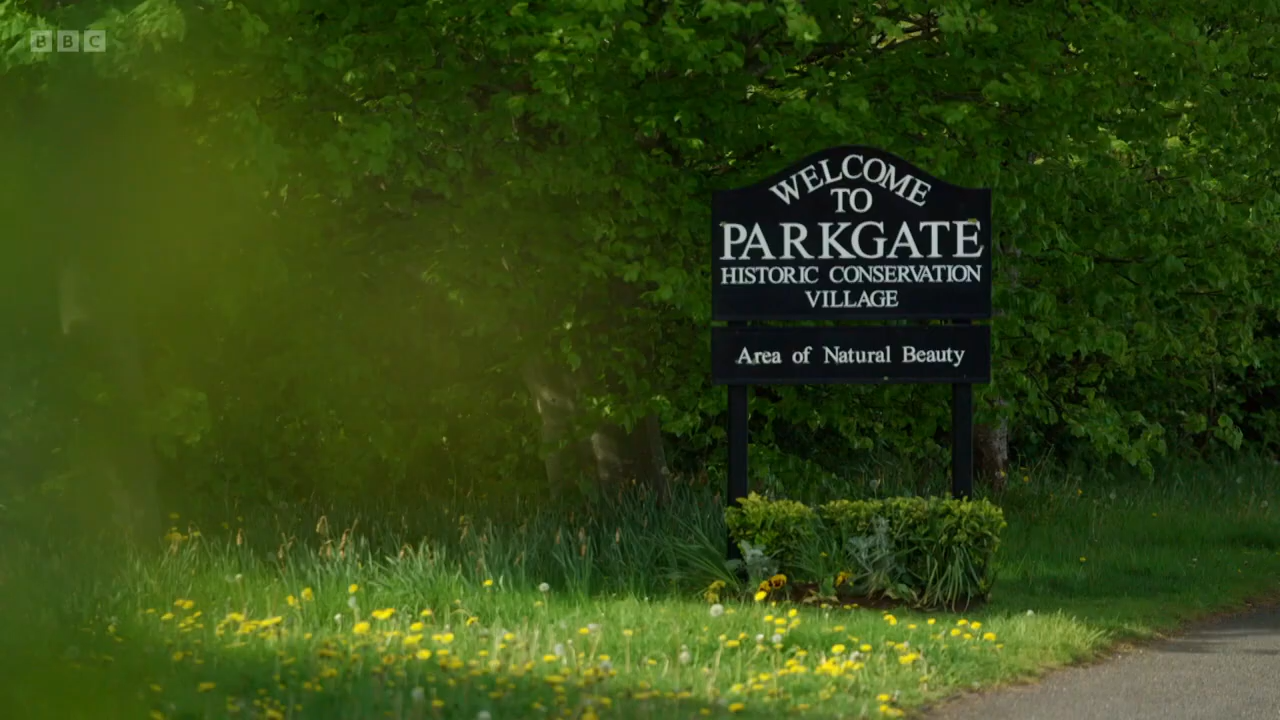 BBC
WELCOME
TO
PARKGATE
HISTORIC CONSERVATION
VILLAGE
Area of Natural Beauty